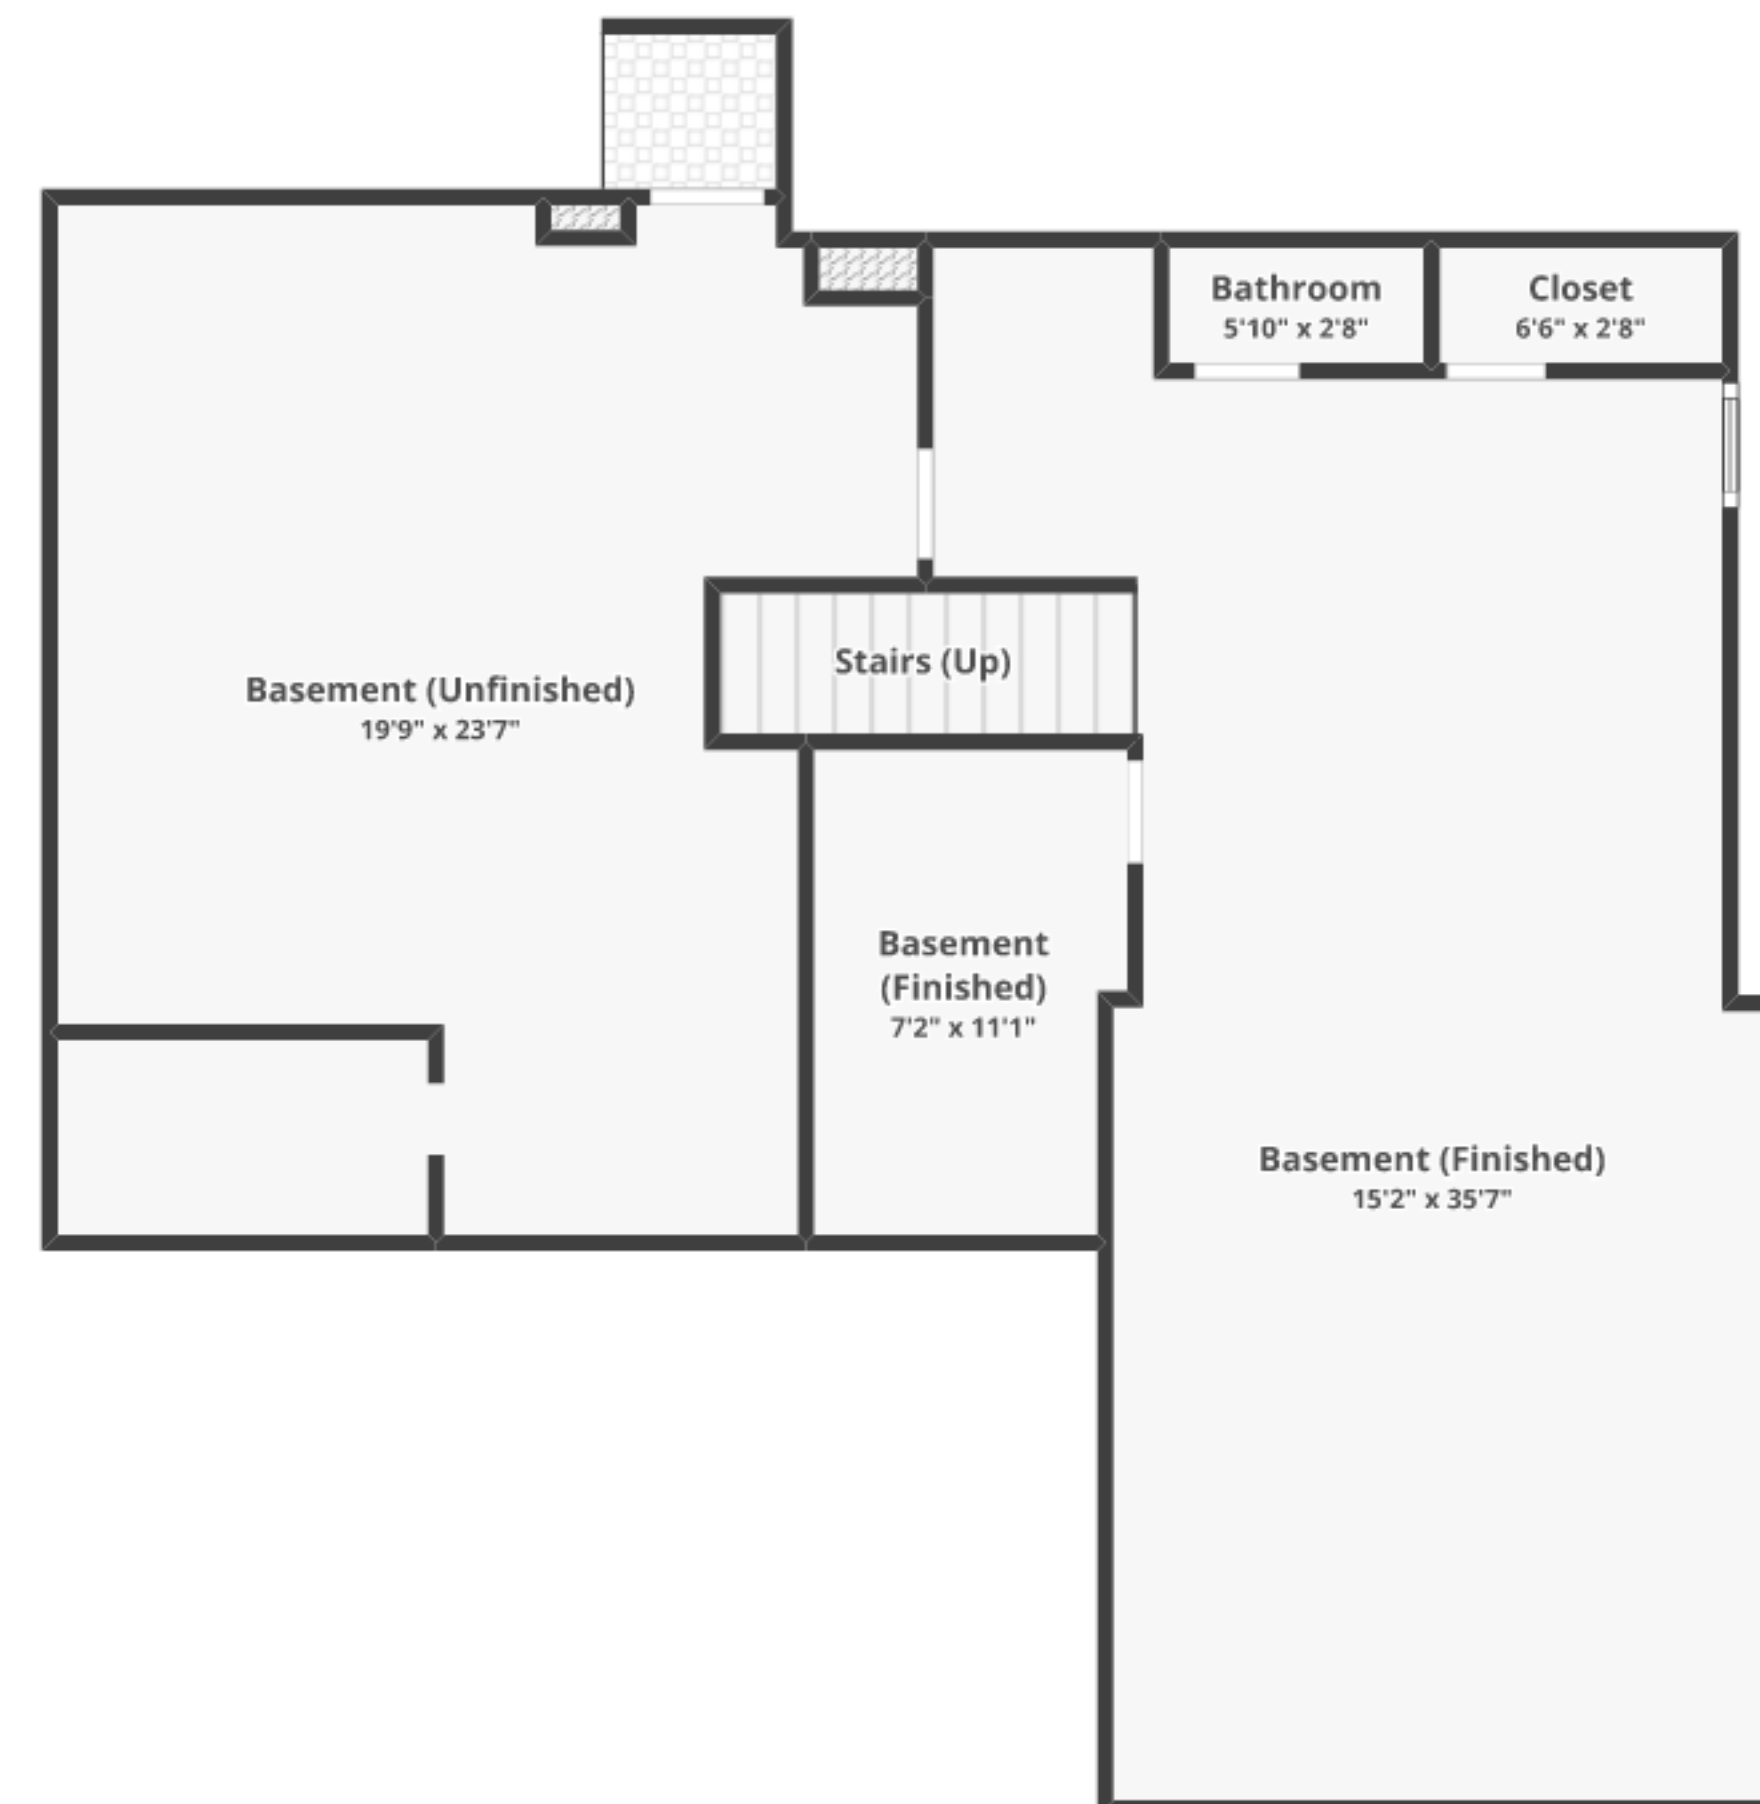 Bathroom
5'10" x 2'8"
Closet
6'6" x 2'8"
Stairs (Up)
Basement (Unfinished)
19'9" x 23'7"
Basement
(Finished)
7'2" x 11'1"
Basement (Finished)
15'2" x 35'7"